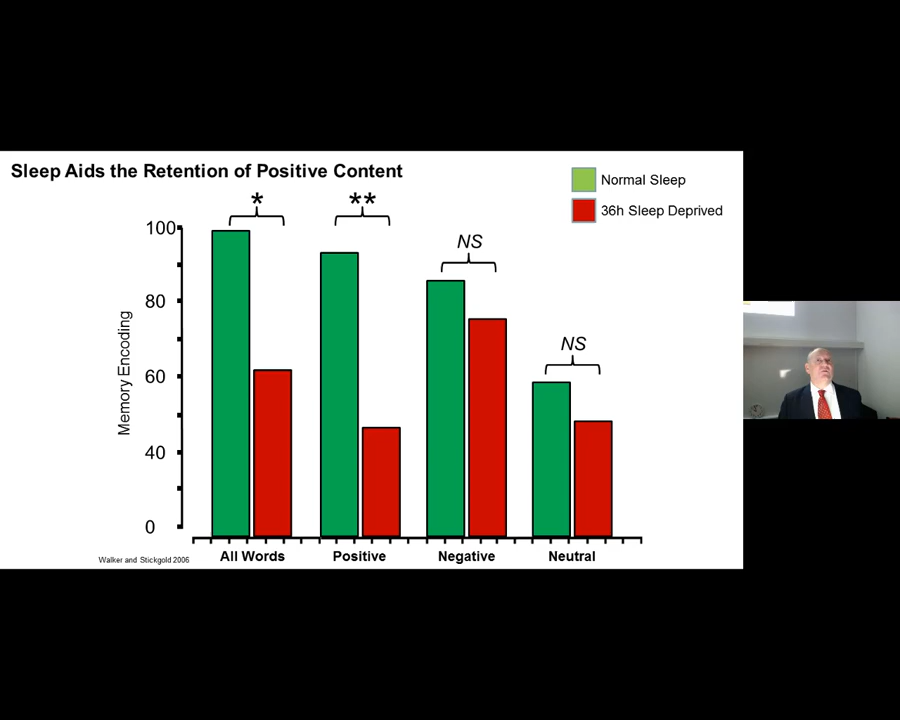 Sleep Aids the Retention of Positive Content
Normal Sleep
36h Sleep Deprived
* **
NS
NS
100
80
60
40
0
Memory Encoding
All Words Positive Negative Neutral
Walker and Stickgold 2006